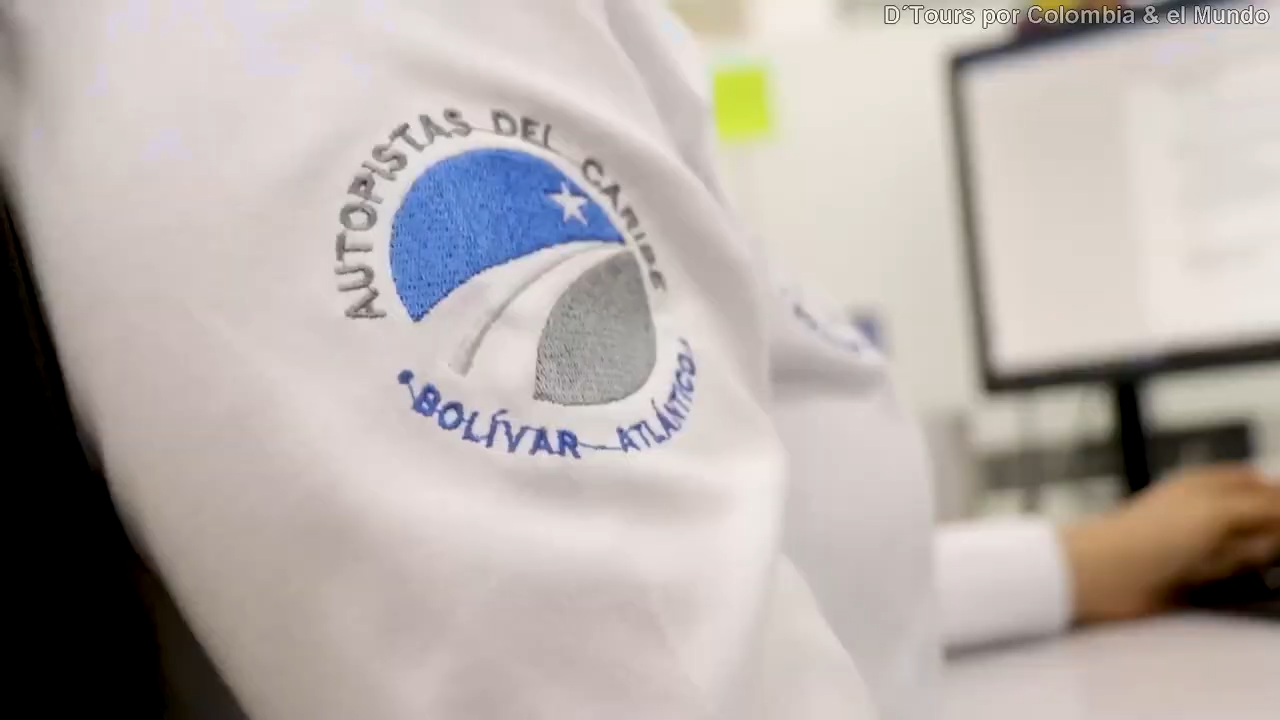 D´Tours por Colombia & el Mundo
AUTOPISTAS DEL CARIBE
BOLÍVAR - ATLÁNTICO